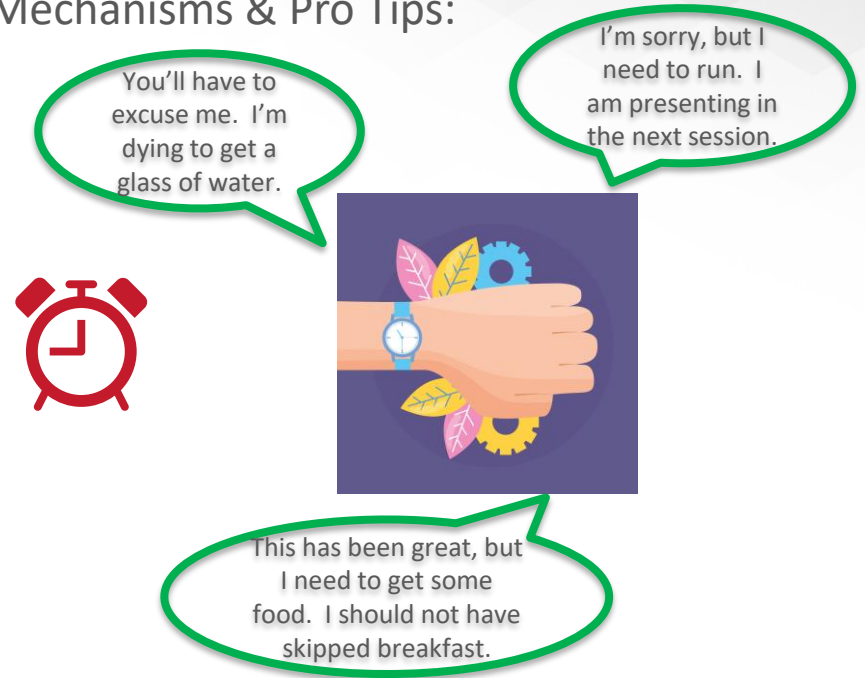 Mechanisms & Pro Tips:
You’ll have to
excuse me.  I’m
dying to get a
glass of water.
I’m sorry, but I
need to run.  I
am presenting in
the next session.
This has been great, but
I need to get some
food.  I should not have
skipped breakfast.